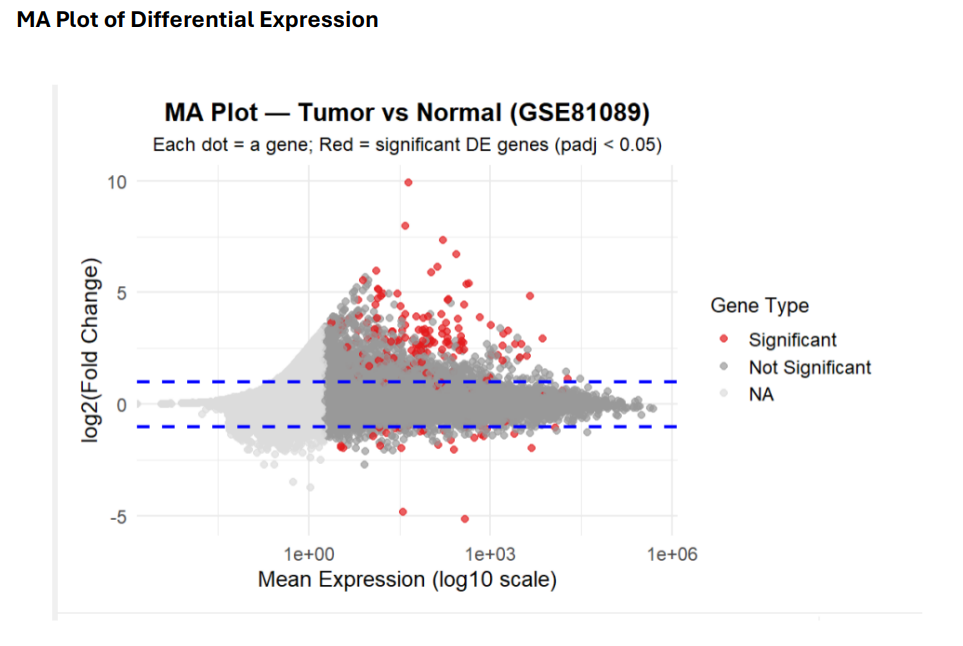 MA Plot of Differential Expression
MA Plot — Tumor vs Normal (GSE81089)
Each dot = a gene; Red = significant DE genes (padj < 0.05)
10
5
0
-5
log2(Fold Change)
1e+00 1e+03 1e+06
Mean Expression (log10 scale)
Gene Type
Significant
Not Significant
NA